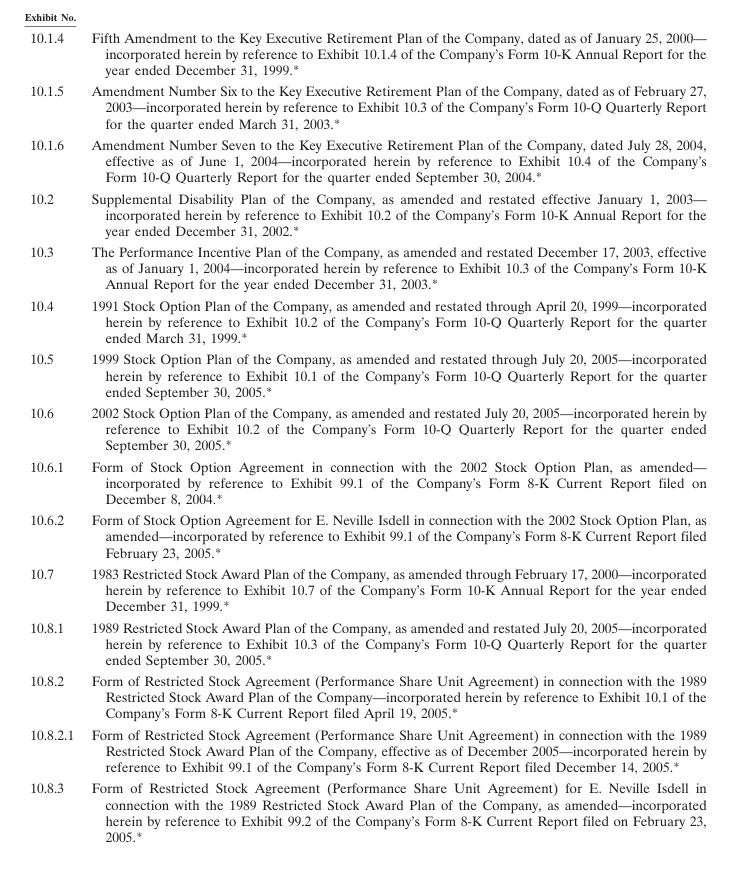 Exhibit No.
10.1.4 Fifth Amendment to the Key Executive Retirement Plan of the Company, dated as of January 25, 2000—
incorporated herein by reference to Exhibit 10.1.4 of the Company's Form 10-K Annual Report for the
year ended December 31, 1999.*
10.1.5 Amendment Number Six to the Key Executive Retirement Plan of the Company, dated as of February 27,
2003—incorporated herein by reference to Exhibit 10.3 of the Company's Form 10-Q Quarterly Report
for the quarter ended March 31, 2003.*
10.1.6 Amendment Number Seven to the Key Executive Retirement Plan of the Company, dated July 28, 2004,
effective as of June 1, 2004—incorporated herein by reference to Exhibit 10.4 of the Company's
Form 10-Q Quarterly Report for the quarter ended September 30, 2004.*
10.2 Supplemental Disability Plan of the Company, as amended and restated effective January 1, 2003—
incorporated herein by reference to Exhibit 10.2 of the Company's Form 10-K Annual Report for the
year ended December 31, 2002.*
10.3 The Performance Incentive Plan of the Company, as amended and restated December 17, 2003, effective
as of January 1, 2004—incorporated herein by reference to Exhibit 10.3 of the Company's Form 10-K
Annual Report for the year ended December 31, 2003.*
10.4 1991 Stock Option Plan of the Company, as amended and restated through April 20, 1999—incorporated
herein by reference to Exhibit 10.2 of the Company's Form 10-Q Quarterly Report for the quarter
ended March 31, 1999.*
10.5 1999 Stock Option Plan of the Company, as amended and restated through July 20, 2005—incorporated
herein by reference to Exhibit 10.1 of the Company's Form 10-Q Quarterly Report for the quarter
ended September 30, 2005.*
10.6 2002 Stock Option Plan of the Company, as amended and restated July 20, 2005—incorporated herein by
reference to Exhibit 10.2 of the Company's Form 10-Q Quarterly Report for the quarter ended
September 30, 2005.*
10.6.1 Form of Stock Option Agreement in connection with the 2002 Stock Option Plan, as amended—
incorporated by reference to Exhibit 99.1 of the Company's Form 8-K Current Report filed on
December 8, 2004.*
10.6.2 Form of Stock Option Agreement for E. Neville Isdell in connection with the 2002 Stock Option Plan, as
amended—incorporated by reference to Exhibit 99.1 of the Company's Form 8-K Current Report filed
February 23, 2005.*
10.7 1983 Restricted Stock Award Plan of the Company, as amended through February 17, 2000—incorporated
herein by reference to Exhibit 10.7 of the Company's Form 10-K Annual Report for the year ended
December 31, 1999.*
10.8.1 1989 Restricted Stock Award Plan of the Company, as amended and restated July 20, 2005—incorporated
herein by reference to Exhibit 10.3 of the Company's Form 10-Q Quarterly Report for the quarter
ended September 30, 2005.*
10.8.2 Form of Restricted Stock Agreement (Performance Share Unit Agreement) in connection with the 1989
Restricted Stock Award Plan of the Company—incorporated herein by reference to Exhibit 10.1 of the
Company's Form 8-K Current Report filed April 19, 2005.*
10.8.2.1 Form of Restricted Stock Agreement (Performance Share Unit Agreement) in connection with the 1989
Restricted Stock Award Plan of the Company, effective as of December 2005—incorporated herein by
reference to Exhibit 99.1 of the Company's Form 8-K Current Report filed December 14, 2005.*
10.8.3 Form of Restricted Stock Agreement (Performance Share Unit Agreement) for E. Neville Isdell in
connection with the 1989 Restricted Stock Award Plan of the Company, as amended—incorporated
herein by reference to Exhibit 99.2 of the Company's Form 8-K Current Report filed on February 23,
2005.*